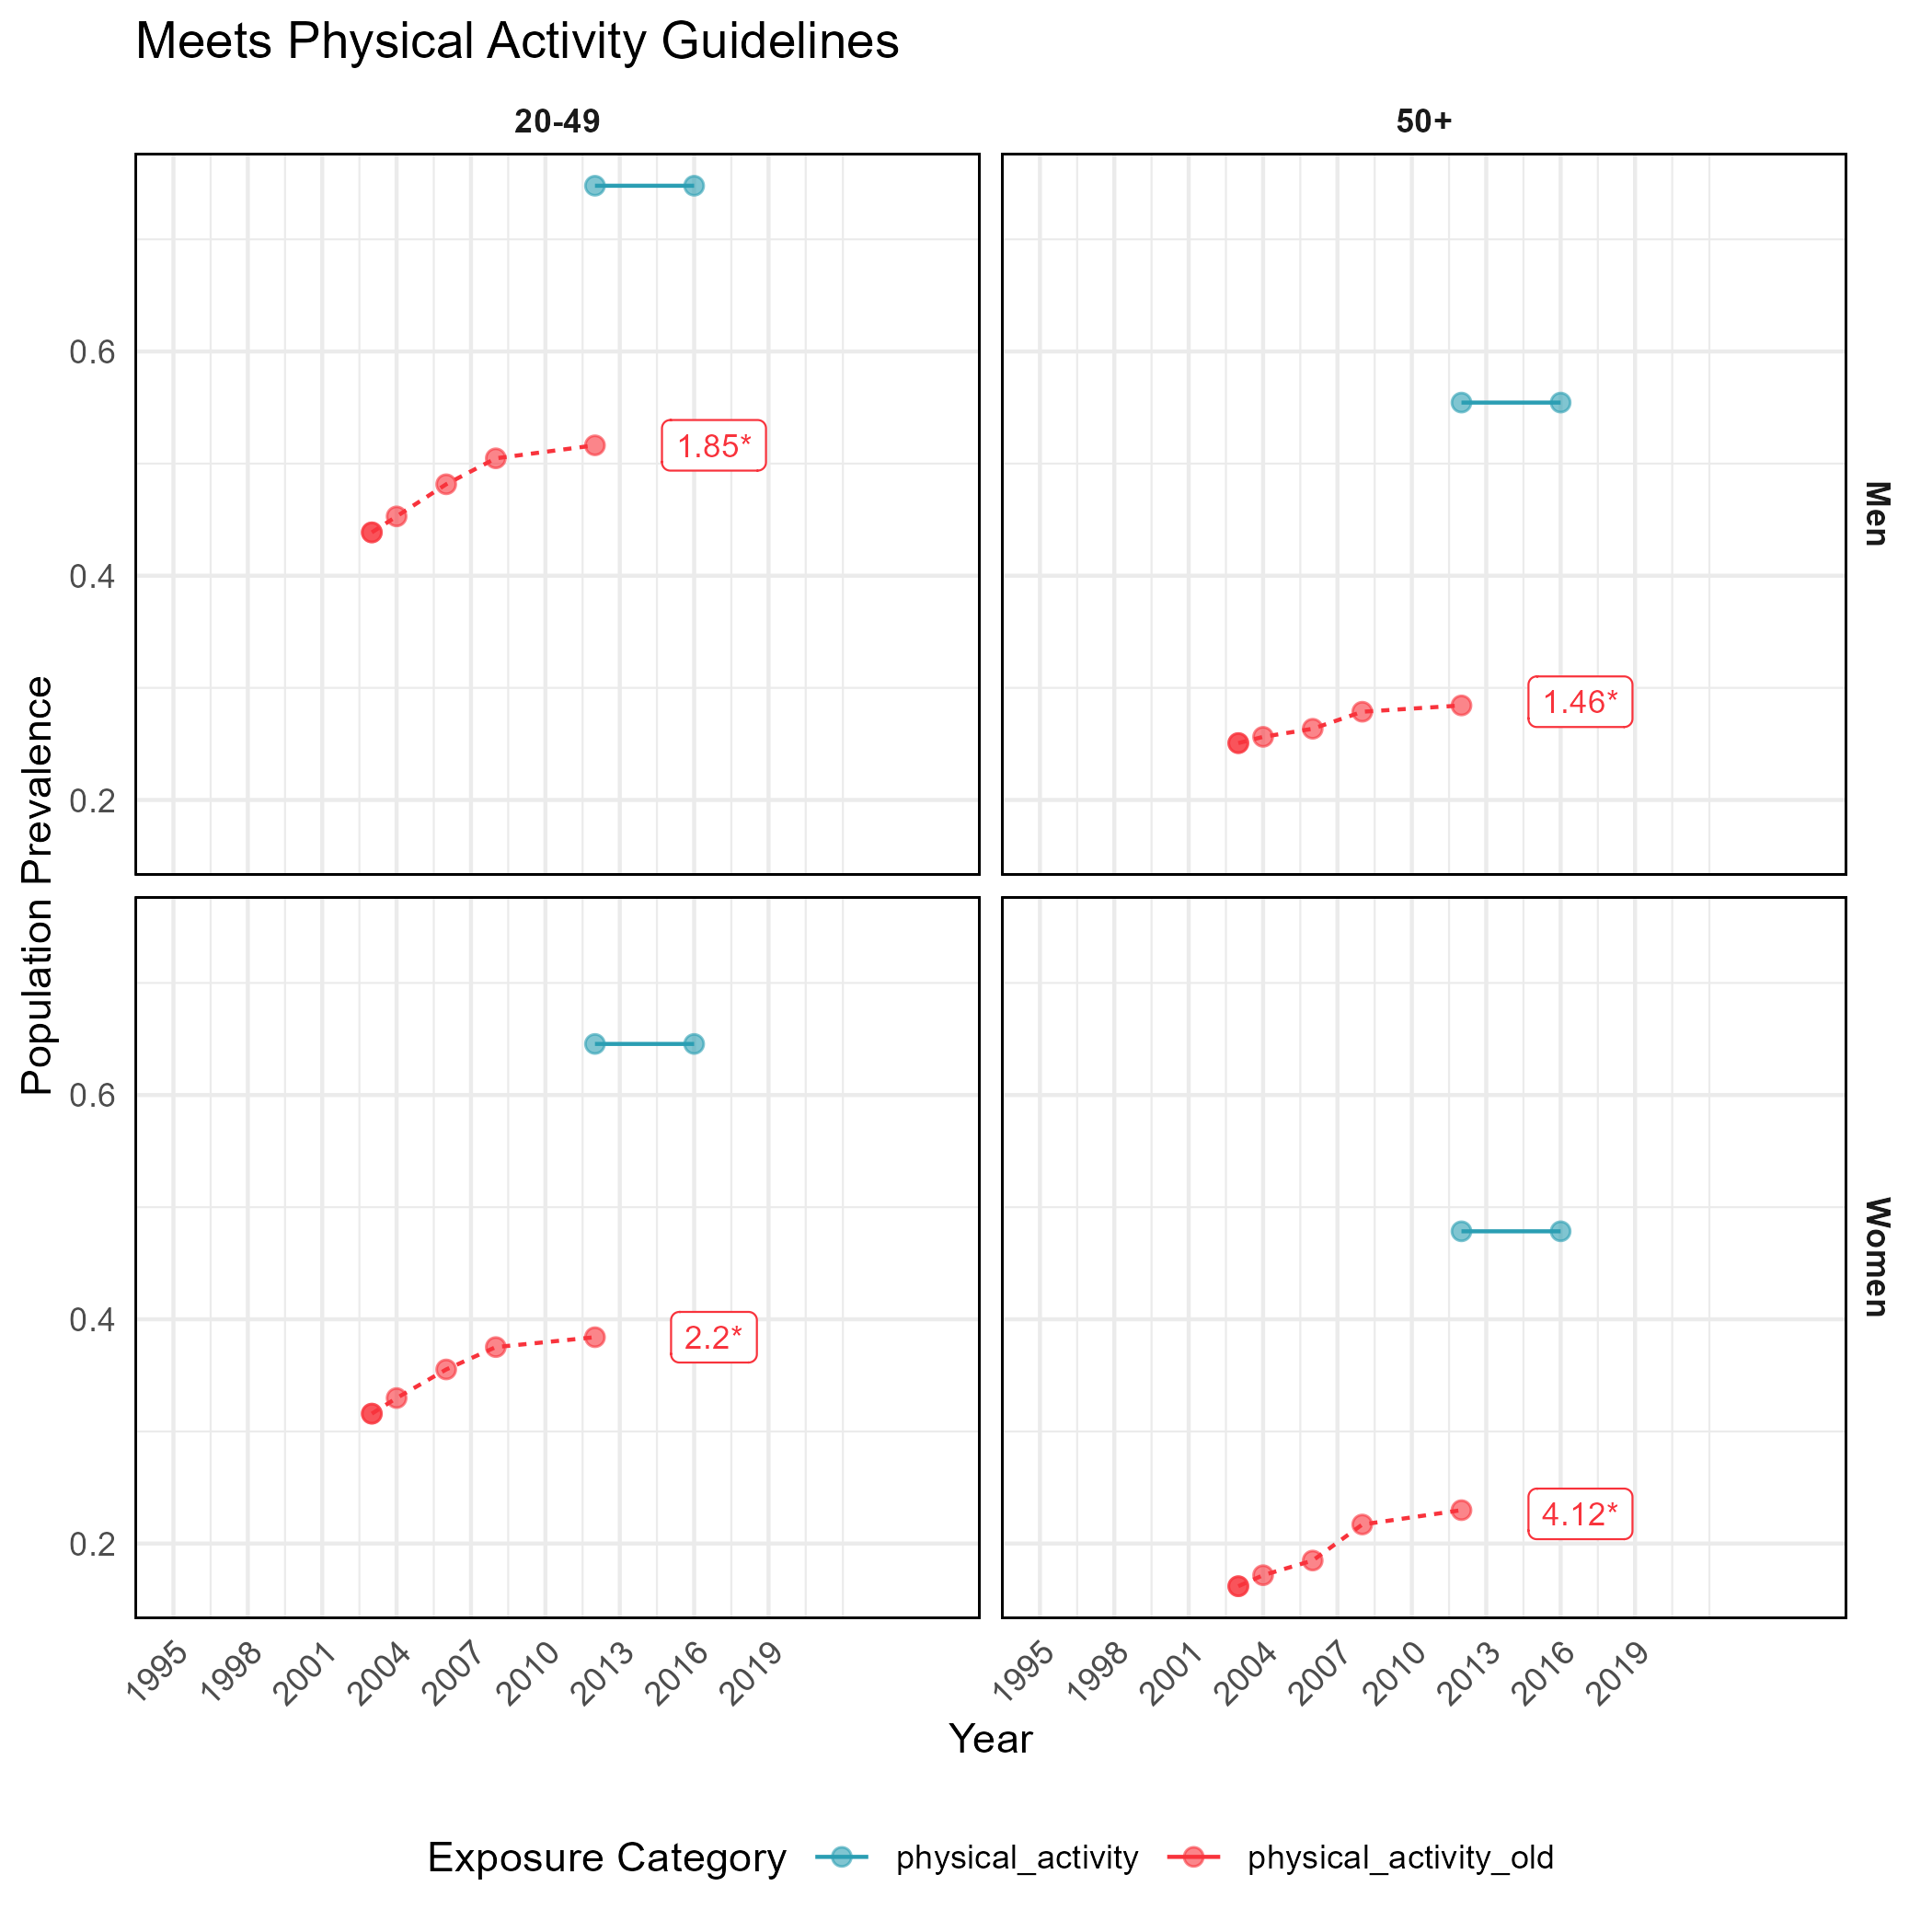 Meets Physical Activity Guidelines
20-49
50+
Population Prevalence
0.6
0.4
0.2
1.85*
1.46*
Men
0.6
0.4
0.2
2.2*
4.12*
Women
1995 1998 2001 2004 2007 2010 2013 2016 2019
1995 1998 2001 2004 2007 2010 2013 2016 2019
Year
Exposure Category physical_activity physical_activity_old